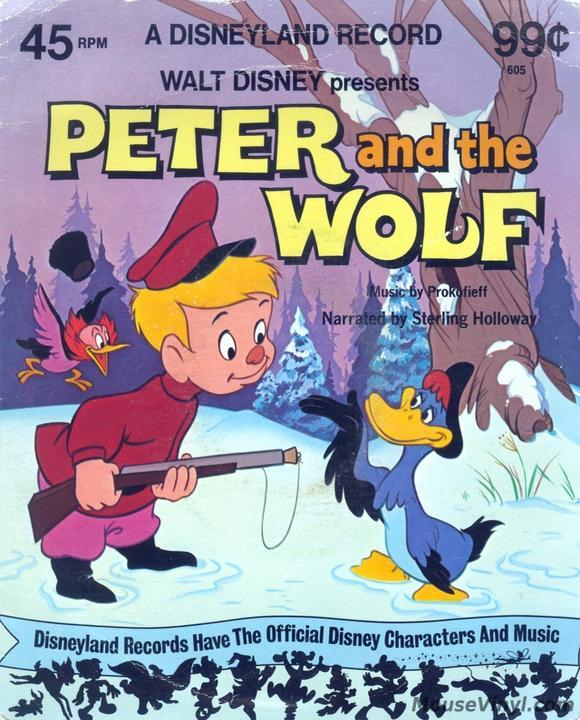 45 RPM
A DISNEYLAND RECORD
99¢
605
WALT DISNEY presents
PETER and the
WOLF
Music by Prokofieff
Narrated by Sterling Holloway
Disneyland Records Have The Official Disney Characters And Music
MouseVinyl.com